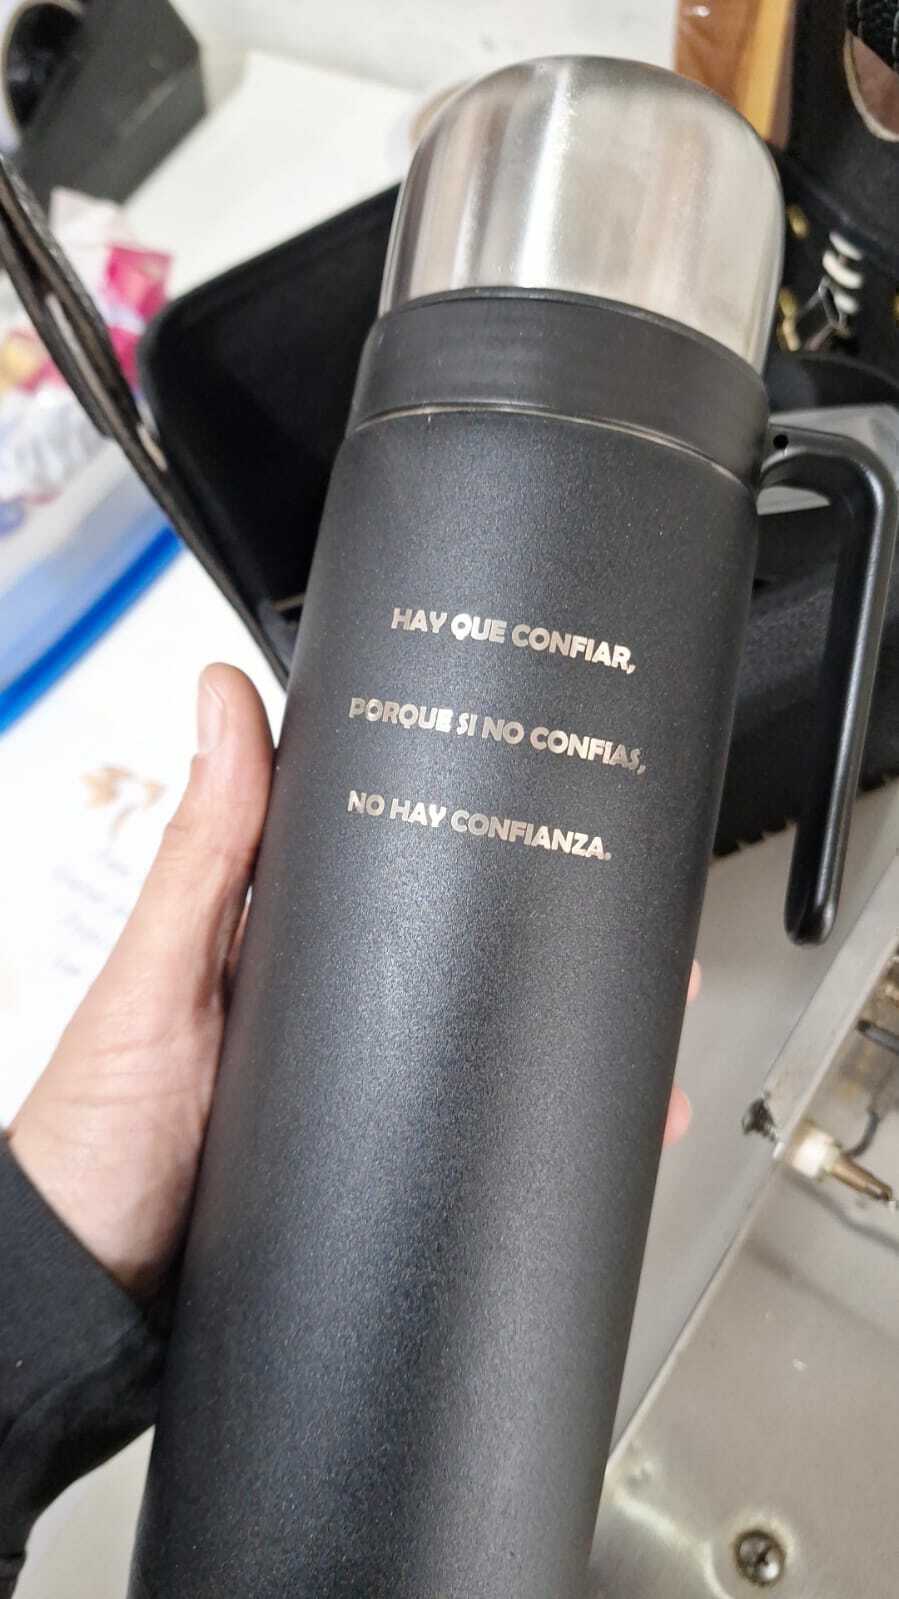 HAY QUE CONFIAR,
PORQUE SI NO CONFIAS,
NO HAY CONFIANZA.